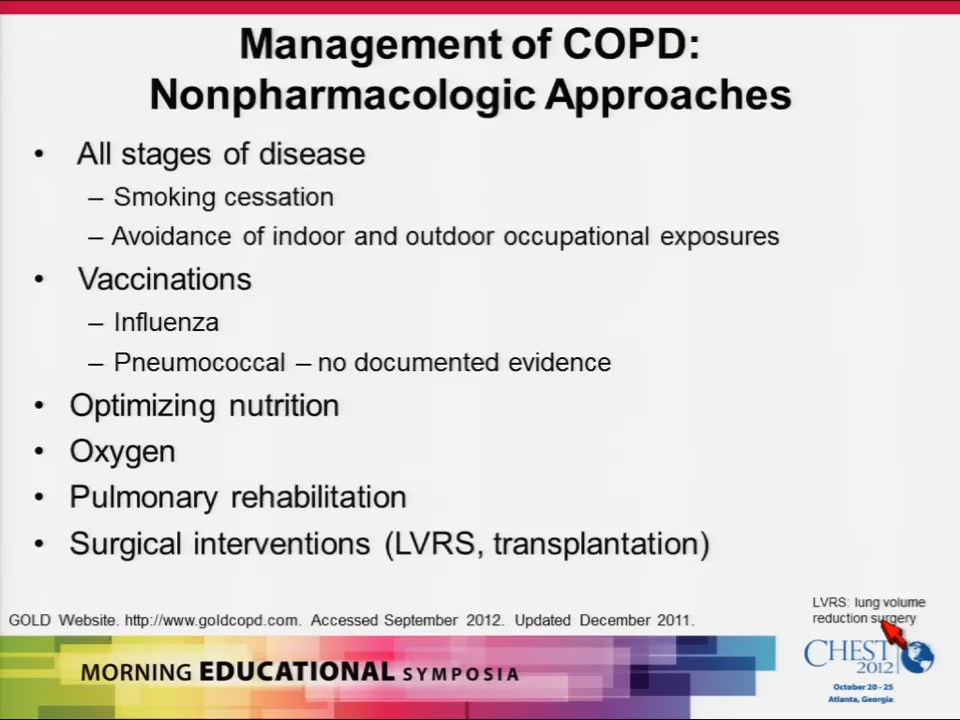 Management of COPD:
Nonpharmacologic Approaches
• All stages of disease
– Smoking cessation
– Avoidance of indoor and outdoor occupational exposures
• Vaccinations
– Influenza
– Pneumococcal – no documented evidence
• Optimizing nutrition
• Oxygen
• Pulmonary rehabilitation
• Surgical interventions (LVRS, transplantation)
LVRS: lung volume
reduction surgery
GOLD Website. http://www.goldcopd.com. Accessed September 2012. Updated December 2011.
MORNING EDUCATIONAL SYMPOSIA
CHEST
2012
October 20 - 25
Atlanta, Georgia